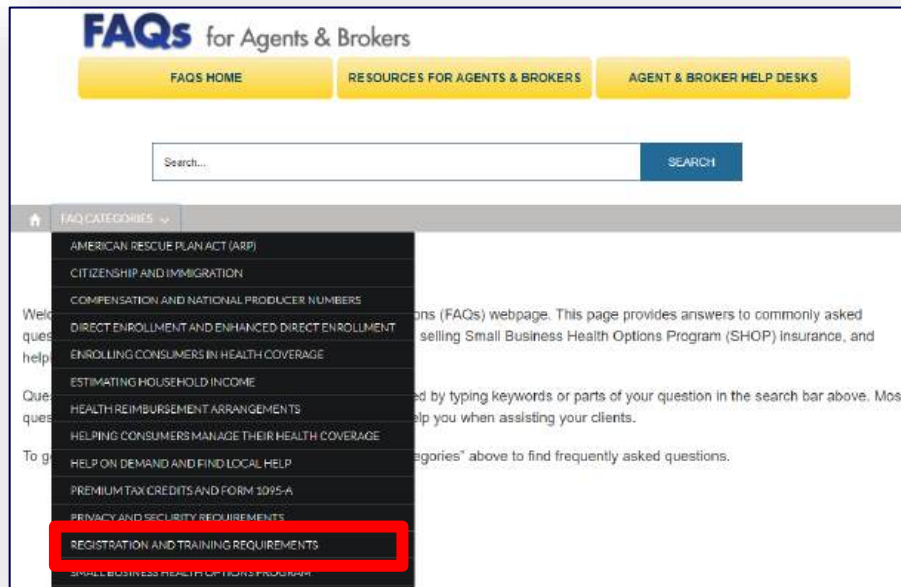 FAQs for Agents & Brokers
FAQS HOME
RESOURCES FOR AGENTS & BROKERS
AGENT & BROKER HELP DESKS
Search...
SEARCH
FAQ CATEGORIES
AMERICAN RESCUE PLAN ACT (ARP)
CITIZENSHIP AND IMMIGRATION
COMPENSATION AND NATIONAL PRODUCER NUMBERS
DIRECT ENROLLMENT AND ENHANCED DIRECT ENROLLMENT
ENROLLING CONSUMERS IN HEALTH COVERAGE
ESTIMATING HOUSEHOLD INCOME
HEALTH REIMBURSEMENT ARRANGEMENTS
HELPING CONSUMERS MANAGE THEIR HEALTH COVERAGE
HELP ON DEMAND AND FIND LOCAL HELP
PREMIUM TAX CREDITS AND FORM 1095-A
PRIVACY AND SECURITY REQUIREMENTS
REGISTRATION AND TRAINING REQUIREMENTS
SMALL BUSINESS HEALTH OPTIONS PROGRAM
Welc ons (FAQs) webpage. This page provides answers to commonly asked
ques selling Small Business Health Options Program (SHOP) insurance, and
help
Ques d by typing keywords or parts of your question in the search bar above. Mos
ques lp you when assisting your clients.
To g egories" above to find frequently asked questions.